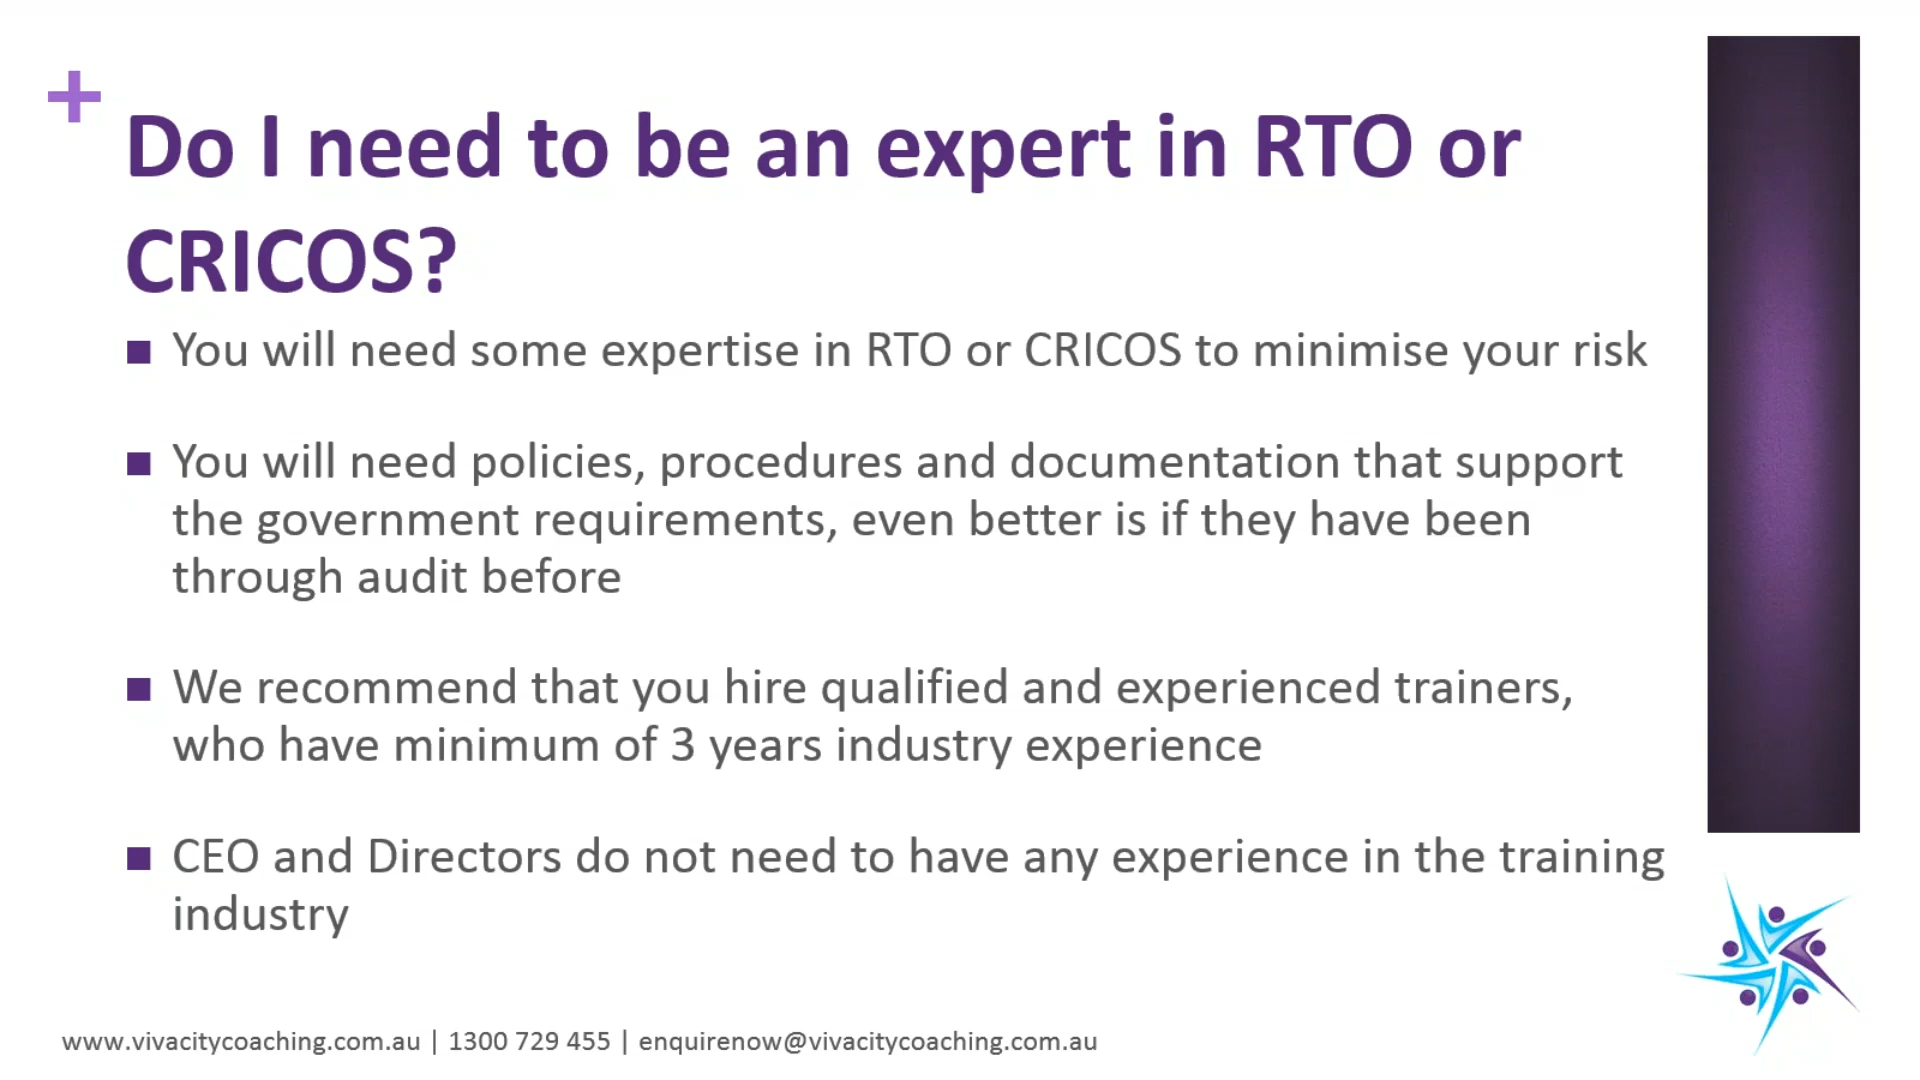 +
Do I need to be an expert in RTO or
CRICOS?
■ You will need some expertise in RTO or CRICOS to minimise your risk
■ You will need policies, procedures and documentation that support
the government requirements, even better is if they have been
through audit before
■ We recommend that you hire qualified and experienced trainers,
who have minimum of 3 years industry experience
■ CEO and Directors do not need to have any experience in the training
industry
www.vivacitycoaching.com.au | 1300 729 455 | enquirenow@vivacitycoaching.com.au